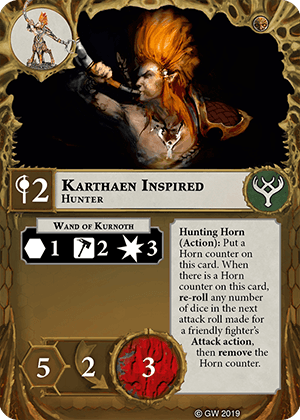 2 Karthaen Inspired
Hunter
Wand of Kurnoth
1 2 3
Hunting Horn
(Action): Put a
Horn counter on
this card. When
there is a Horn
counter on this card,
re-roll any number
of dice in the next
attack roll made for
a friendly fighter's
Attack action,
then remove the
Horn counter.
5 2 3
© GW 2019